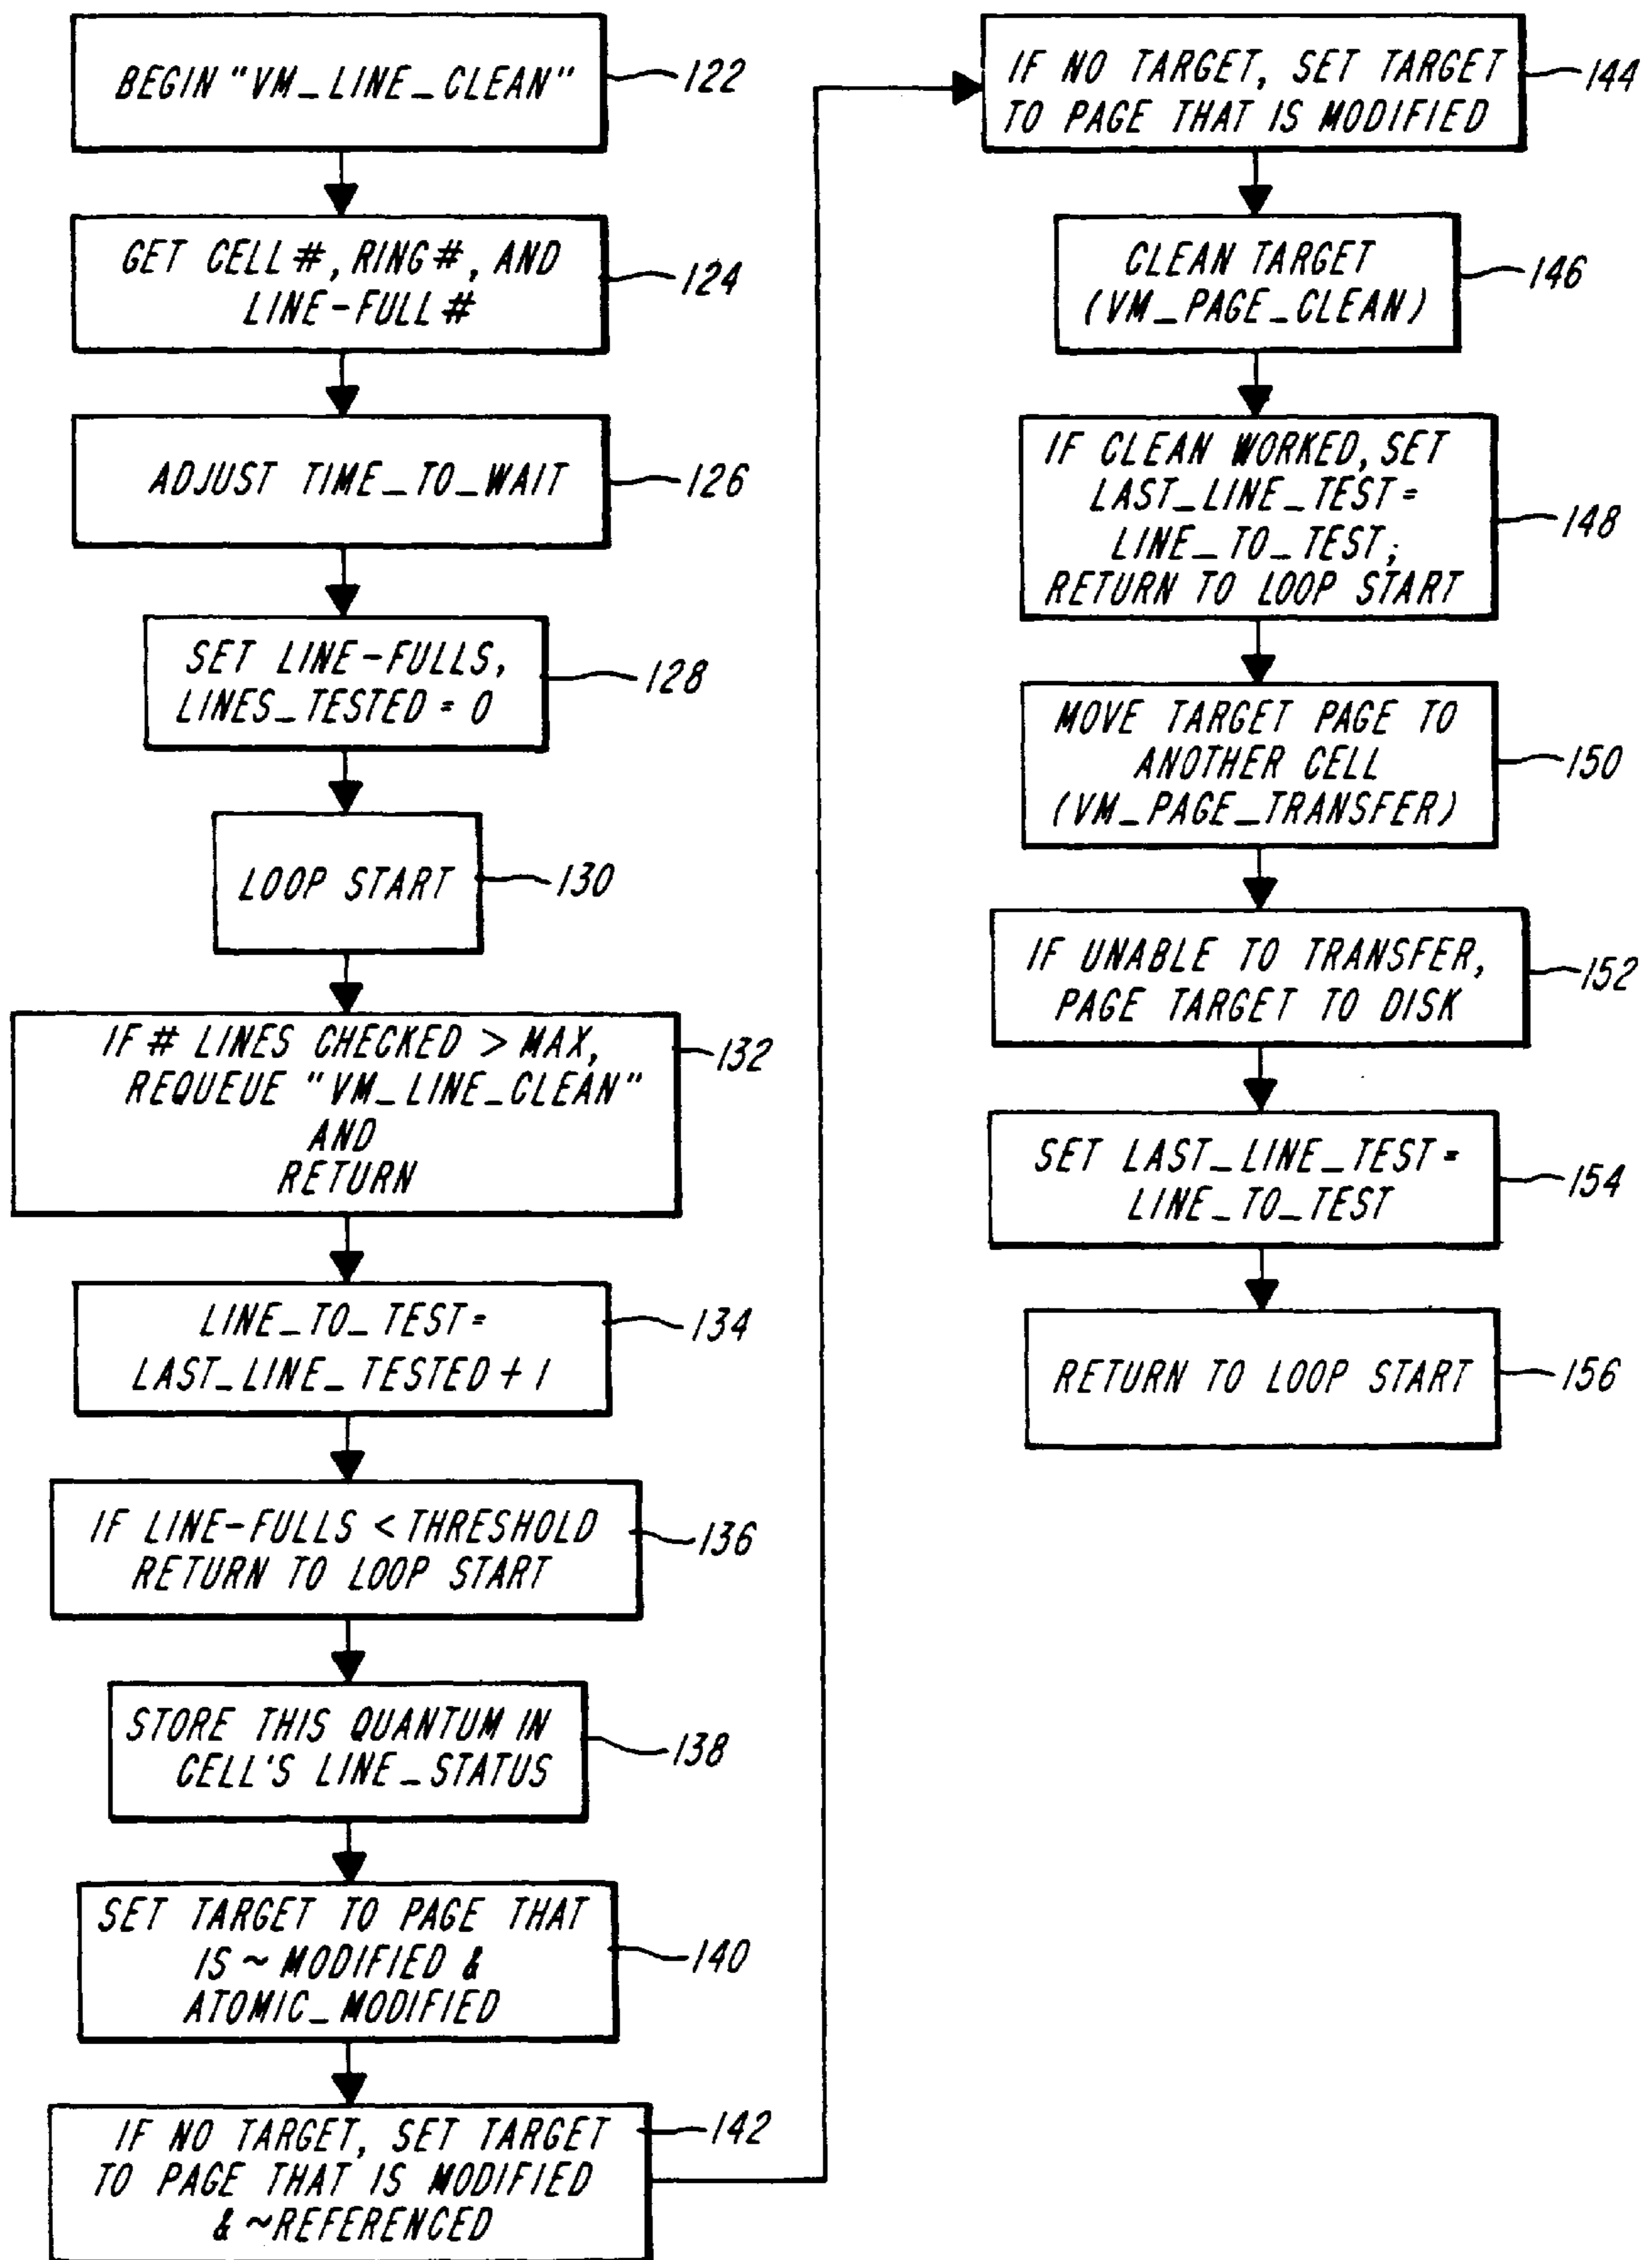 BEGIN "VM_LINE_CLEAN"
122
GET CELL#, RING#, AND
LINE-FULL#
124
ADJUST TIME_TO_WAIT
126
SET LINE-FULLS,
LINES_TESTED = 0
128
LOOP START
130
IF # LINES CHECKED > MAX,
REQUEUE "VM_LINE_CLEAN"
AND
RETURN
132
LINE_TO_TEST =
LAST_LINE_TESTED + 1
134
IF LINE-FULLS < THRESHOLD
RETURN TO LOOP START
136
STORE THIS QUANTUM IN
CELL'S LINE_STATUS
138
SET TARGET TO PAGE THAT
IS ~ MODIFIED &
ATOMIC_MODIFIED
140
IF NO TARGET, SET TARGET
TO PAGE THAT IS MODIFIED
& ~REFERENCED
142
IF NO TARGET, SET TARGET
TO PAGE THAT IS MODIFIED
144
CLEAN TARGET
(VM_PAGE_CLEAN)
146
IF CLEAN WORKED, SET
LAST_LINE_TEST =
LINE_TO_TEST;
RETURN TO LOOP START
148
MOVE TARGET PAGE TO
ANOTHER CELL
(VM_PAGE_TRANSFER)
150
IF UNABLE TO TRANSFER,
PAGE TARGET TO DISK
152
SET LAST_LINE_TEST =
LINE_TO_TEST
154
RETURN TO LOOP START
156